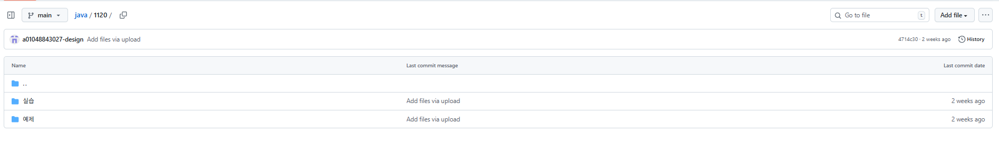 main java / 1120 / Go to file t Add file ...
a01048843027-design Add files via upload 4714c30 · 2 weeks ago History
Name Last commit message Last commit date
..
실습 Add files via upload 2 weeks ago
예제 Add files via upload 2 weeks ago